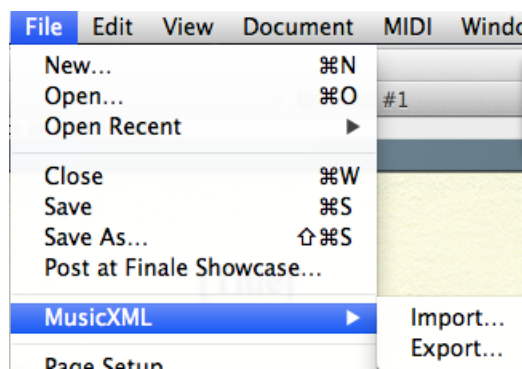 File Edit View Document MIDI Windo
New... ⌘N
Open... ⌘O
#1
Open Recent ▶
Close ⌘W
Save ⌘S
Save As... ⇧⌘S
Post at Finale Showcase...
[Title]
MusicXML ▶ Import...
Export...
Page Setup